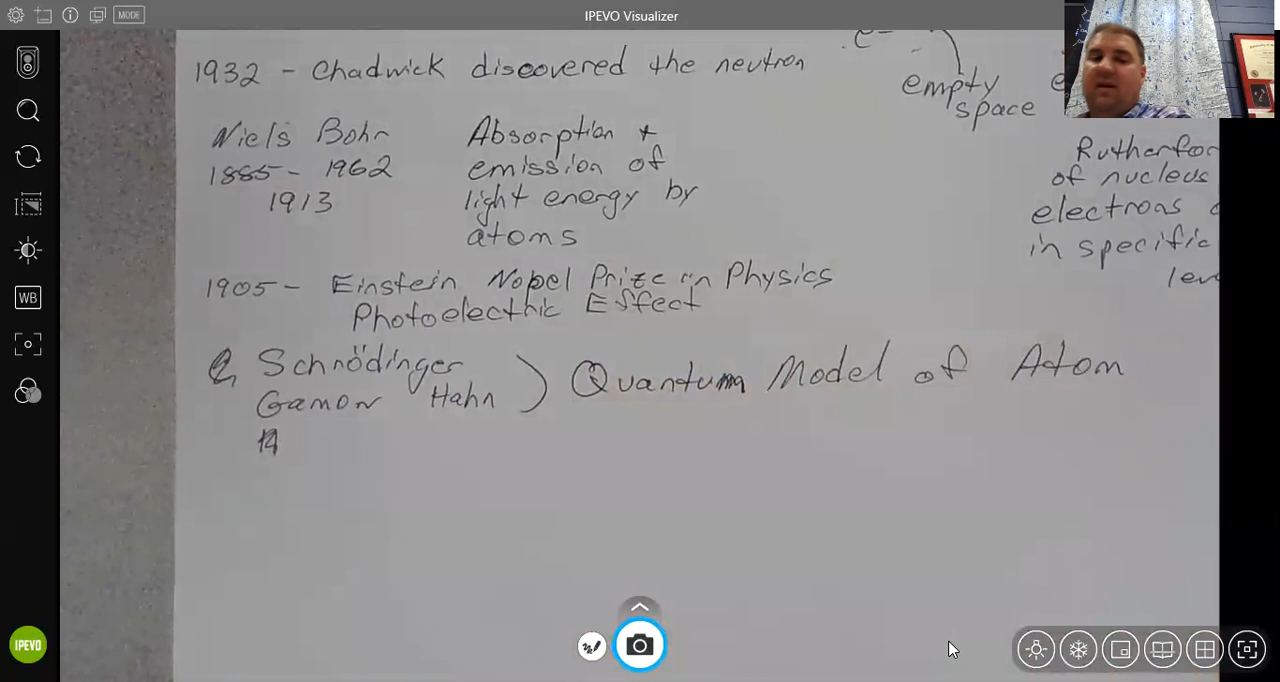 IPEVO Visualizer
MODE
WB
IPEVO
e-
empty
space
1932 - Chadwick discovered the neutron
Niels Bohr
1885 - 1962
1913
Absorption +
emission of
light energy by
atoms
Rutherfor
of nucleus
electrons
in specific
1905 - Einstein Nobel Prize in Physics
Photoelectric Effect
Schrödinger
Gamow Hahn
) Quantum Model of Atom